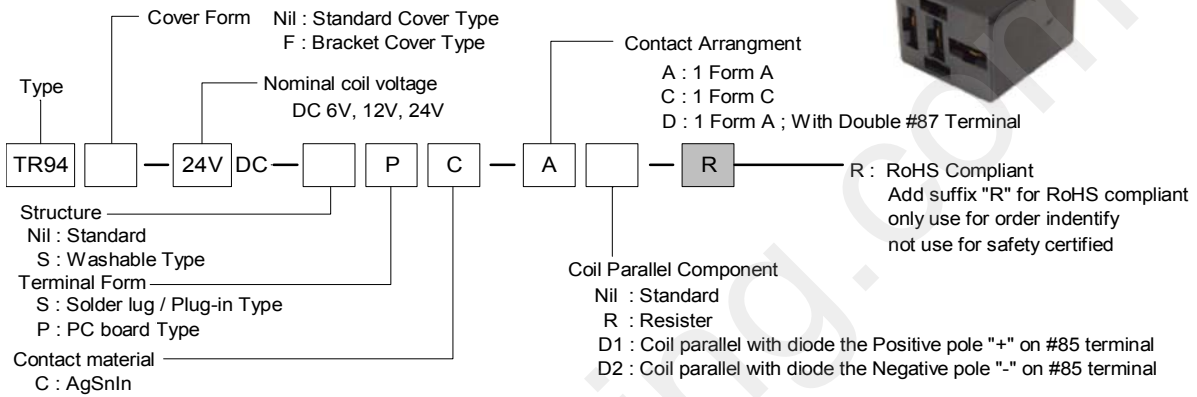 Cover Form Nil : Standard Cover Type
F : Bracket Cover Type
Contact Arrangment
A : 1 Form A
C : 1 Form C
D : 1 Form A ; With Double #87 Terminal
Type
Nominal coil voltage
DC 6V, 12V, 24V
TR94 — 24V DC — P C — A — R
R : RoHS Compliant
Add suffix "R" for RoHS compliant
only use for order indentify
not use for safety certified
Structure
Nil : Standard
S : Washable Type
Terminal Form
S : Solder lug / Plug-in Type
P : PC board Type
Contact material
C : AgSnIn
Coil Parallel Component
Nil : Standard
R : Resister
D1 : Coil parallel with diode the Positive pole "+" on #85 terminal
D2 : Coil parallel with diode the Negative pole "-" on #85 terminal